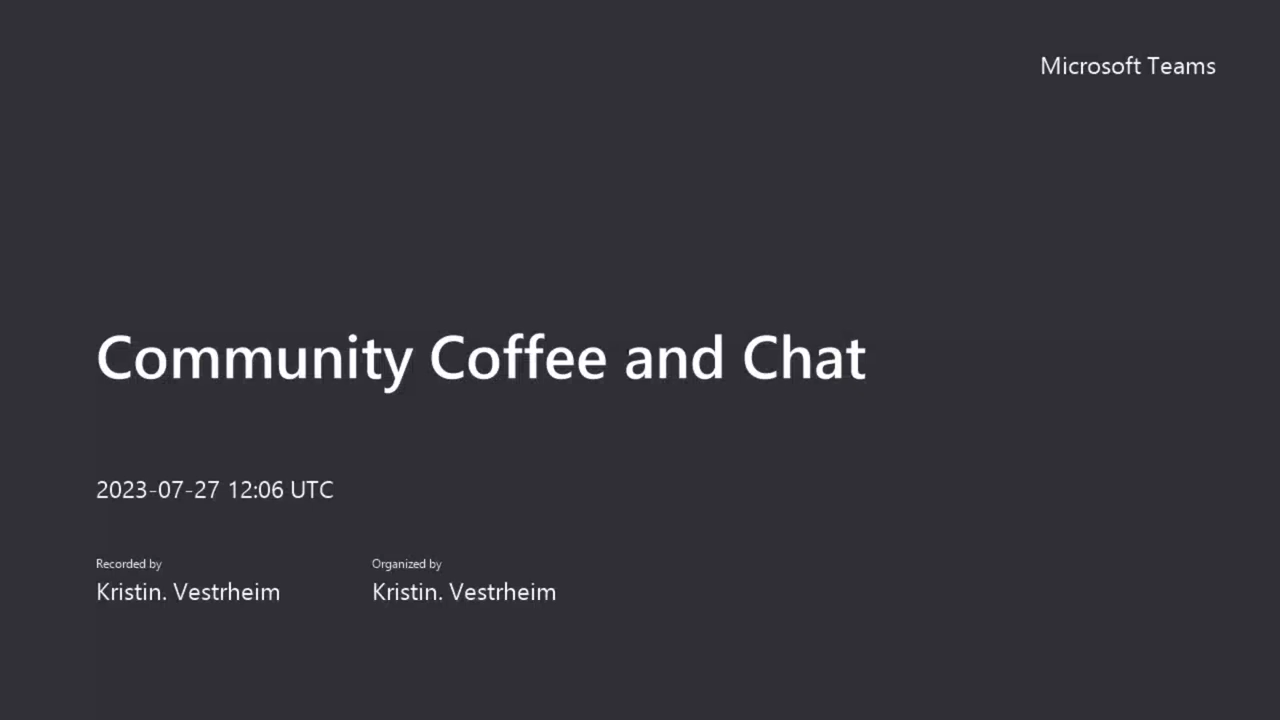 Microsoft Teams
Community Coffee and Chat
2023-07-27 12:06 UTC
Recorded by
Organized by
Kristin. Vestrheim
Kristin. Vestrheim